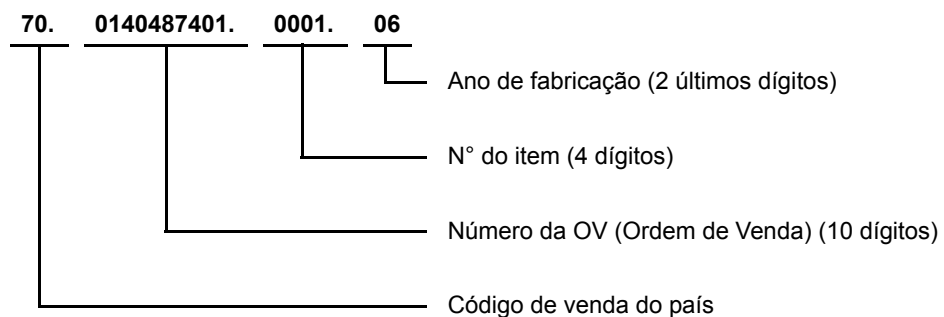 70. 0140487401. 0001. 06
Ano de fabricação (2 últimos dígitos)
N° do item (4 dígitos)
Número da OV (Ordem de Venda) (10 dígitos)
Código de venda do país